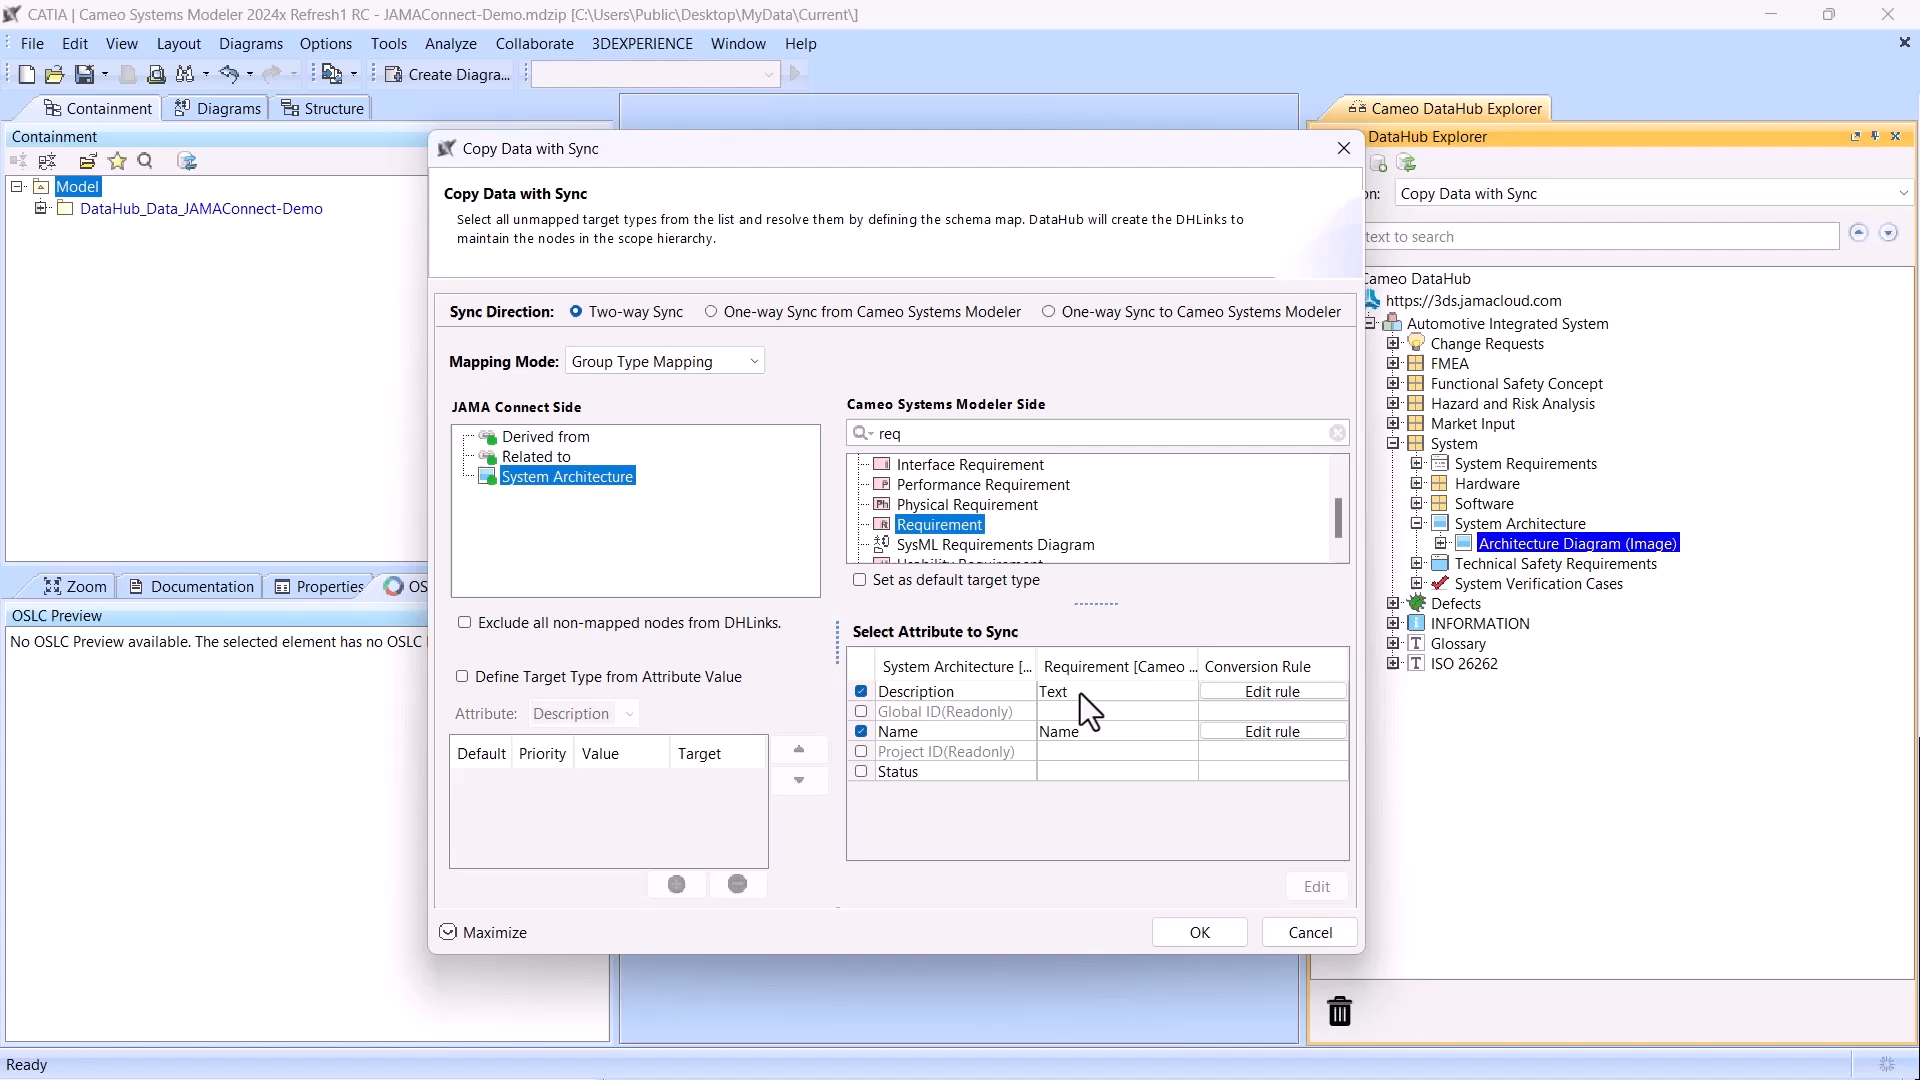 CATIA | Cameo Systems Modeler 2024x Refresh1 RC - JAMAConnect-Demo.mdzip [C:\Users\Public\Desktop\MyData\Current\]
File Edit View Layout Diagrams Options Tools Analyze Collaborate 3DEXPERIENCE Window Help
Create Diagra...
Containment Diagrams Structure
Containment
Model
DataHub_Data_JAMAConnect-Demo
Zoom Documentation Properties OS
OSLC Preview
No OSLC Preview available. The selected element has no OSLC
Copy Data with Sync
Copy Data with Sync
Select all unmapped target types from the list and resolve them by defining the schema map. DataHub will create the DHLinks to
maintain the nodes in the scope hierarchy.
Sync Direction: Two-way Sync One-way Sync from Cameo Systems Modeler One-way Sync to Cameo Systems Modeler
Mapping Mode: Group Type Mapping
JAMA Connect Side
Derived from
Related to
System Architecture
Exclude all non-mapped nodes from DHLinks.
Define Target Type from Attribute Value
Attribute: Description
Default Priority Value Target
Cameo Systems Modeler Side
req
Interface Requirement
Performance Requirement
Physical Requirement
Requirement
SysML Requirements Diagram
Usability Requirement
Set as default target type
Select Attribute to Sync
System Architecture [... Requirement [Cameo ... Conversion Rule
Description Text Edit rule
Global ID(Readonly)
Name Name Edit rule
Project ID(Readonly)
Status
Edit
Maximize
OK Cancel
Cameo DataHub Explorer
DataHub Explorer
on: Copy Data with Sync
text to search
Cameo DataHub
https://3ds.jamacloud.com
Automotive Integrated System
Change Requests
FMEA
Functional Safety Concept
Hazard and Risk Analysis
Market Input
System
System Requirements
Hardware
Software
System Architecture
Architecture Diagram (Image)
Technical Safety Requirements
System Verification Cases
Defects
INFORMATION
Glossary
ISO 26262
Ready